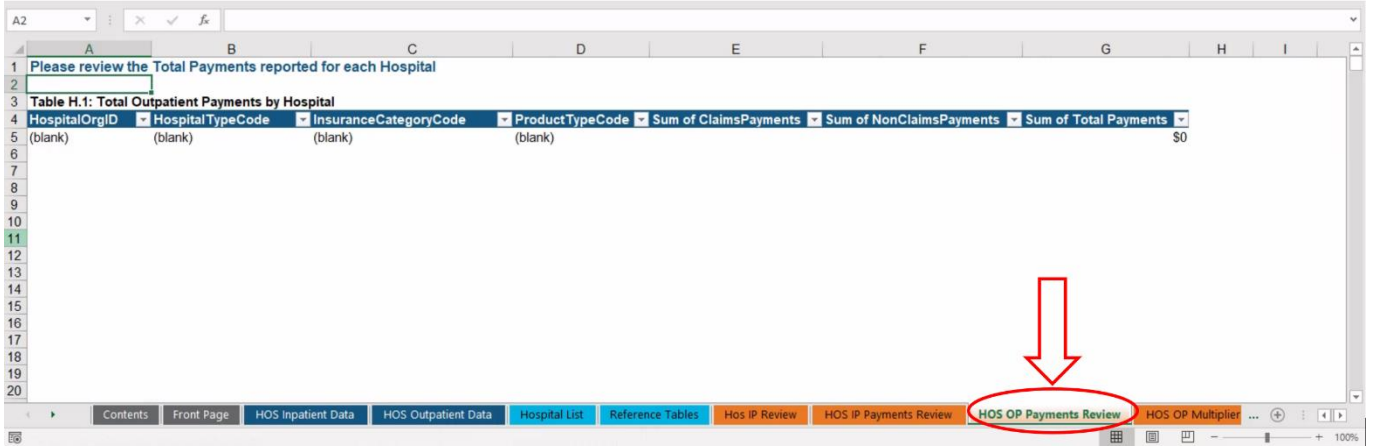 A2 fx
A B C D E F G H I
1 Please review the Total Payments reported for each Hospital
2
3 Table H.1: Total Outpatient Payments by Hospital
4 HospitalOrgID HospitalTypeCode InsuranceCategoryCode ProductTypeCode Sum of ClaimsPayments Sum of NonClaimsPayments Sum of Total Payments
5 (blank) (blank) (blank) (blank) $0
6
7
8
9
10
11
12
13
14
15
16
17
18
19
20
Contents Front Page HOS Inpatient Data HOS Outpatient Data Hospital List Reference Tables Hos IP Review HOS IP Payments Review HOS OP Payments Review HOS OP Multiplier ...
100%